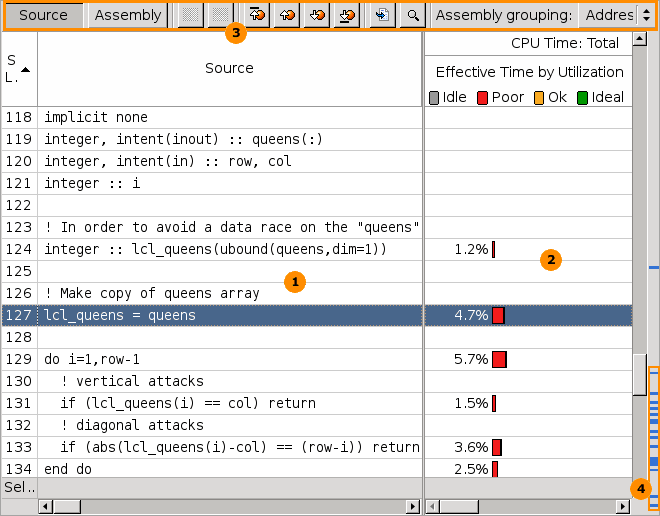 Source Assembly Assembly grouping: Addres
3
S
L.
Source
CPU Time: Total
Effective Time by Utilization
Idle Poor Ok Ideal
118 implicit none
119 integer, intent(inout) :: queens(:)
120 integer, intent(in) :: row, col
121 integer :: i
122
123 ! In order to avoid a data race on the "queens"
124 integer :: lcl_queens(ubound(queens,dim=1)) 1.2%
2
125
1
126 ! Make copy of queens array
127 lcl_queens = queens 4.7%
128
129 do i=1,row-1 5.7%
130 ! vertical attacks
131 if (lcl_queens(i) == col) return 1.5%
132 ! diagonal attacks
133 if (abs(lcl_queens(i)-col) == (row-i)) return 3.6%
134 end do 2.5%
Sel..
4